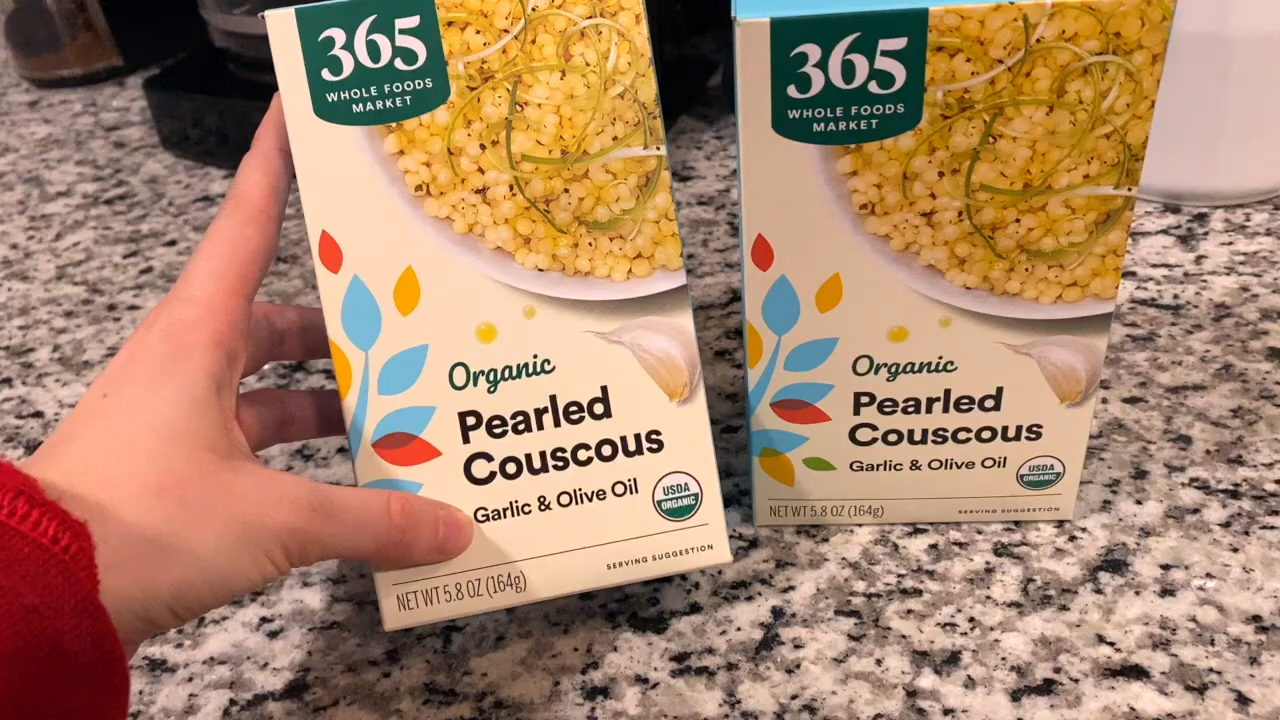 365
WHOLE FOODS
MARKET
Organic
Pearled
Couscous
Garlic & Olive Oil
USDA
ORGANIC
SERVING SUGGESTION
NET WT 5.8 OZ (164g)
365
WHOLE FOODS
MARKET
Organic
Pearled
Couscous
Garlic & Olive Oil
USDA
ORGANIC
NET WT 5.8 OZ (164g)
SERVING SUGGESTION